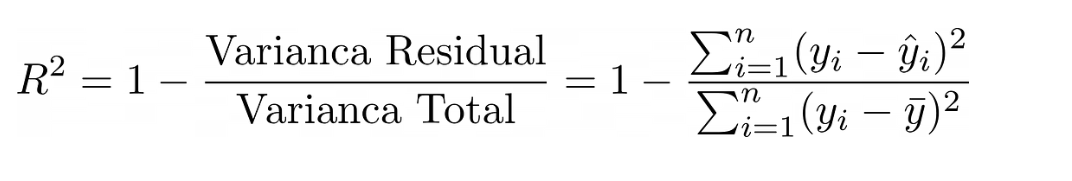 R² = 1 − Varianca Residual / Varianca Total = 1 − ∑ⁿᵢ₌₁(yᵢ − ŷᵢ)² / ∑ⁿᵢ₌₁(yᵢ − ȳ)²